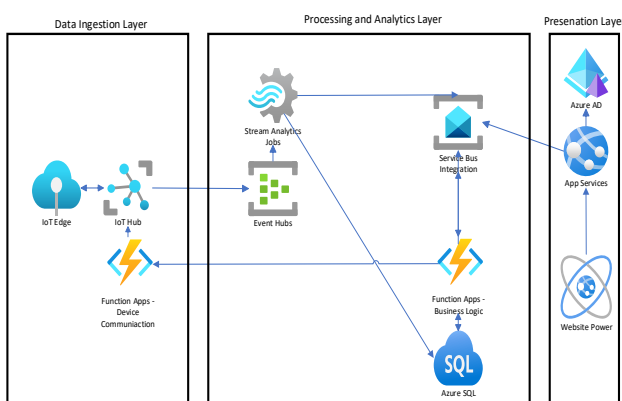 Data Ingestion Layer
Processing and Analytics Layer
Presenation Laye
Azure AD
Stream Analytics
Jobs
Service Bus
Integration
App Services
IoT Edge
IoT Hub
Event Hubs
Function Apps -
Device
Communiaction
Function Apps -
Business Logic
Website Power
SQL
Azure SQL